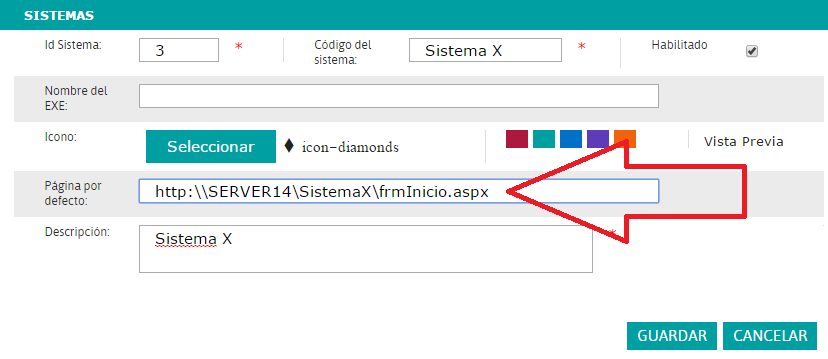 SISTEMAS
Id Sistema:
3
*
Código del
sistema:
Sistema X
*
Habilitado
Nombre del
EXE:
Icono:
Seleccionar
icon-diamonds
Vista Previa
Página por
defecto:
http:\\SERVER14\SistemaX\frmInicio.aspx
Descripción:
Sistema X
*
GUARDAR
CANCELAR